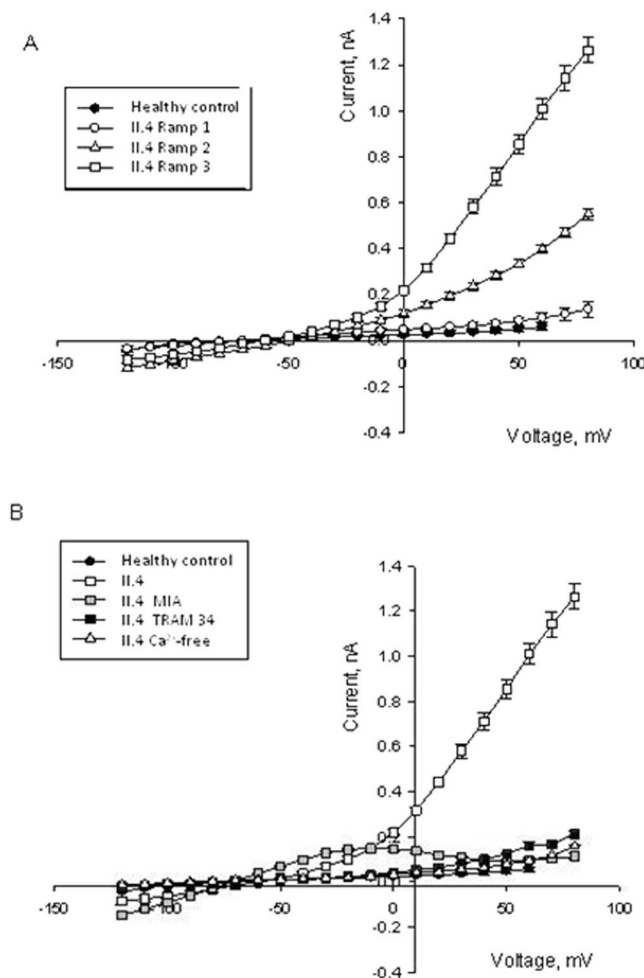 A
Healthy control
II.4 Ramp 1
II.4 Ramp 2
II.4 Ramp 3
Current, nA
1.4
1.2
1.0
0.8
0.6
0.4
0.2
0.0
-150
-100
-50
0
50
100
-0.2
Voltage, mV
-0.4
B
Healthy control
II.4
II.4 MIA
II.4 TRAM 34
II.4 Ca²⁺-free
Current, nA
1.4
1.2
1.0
0.8
0.6
0.4
-150
-100
-50
0
50
100
-0.2
Voltage, mV
-0.4